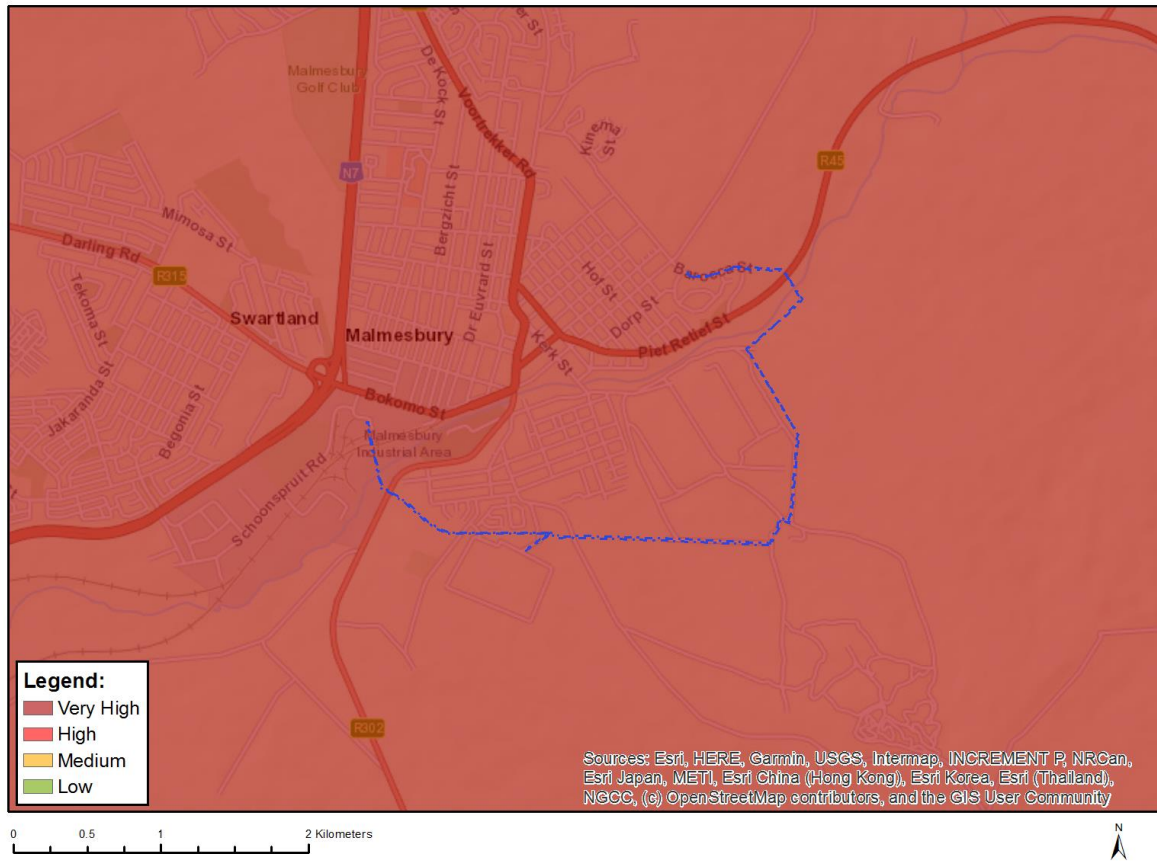 er St
Malmesbury
Golf Club
De Kock St
Voortrekker Rd
Kinema
St
R45
N7
Bergzicht St
Mimosa St
Darling Rd
R315
Tekoma St
Hof St
Dorp St
Dr Euvrard St
Swartland
Malmesbury
Kerk St
Piet Retief St
Jakaranda St
Begonia St
Bokomo St
Malmesbury
Industrial Area
Schoonspruit Rd
St
R302
Legend:
Very High
High
Medium
Low
Sources: Esri, HERE, Garmin, USGS, Intermap, INCREMENT P, NRCan,
Esri Japan, METI, Esri China (Hong Kong), Esri Korea, Esri (Thailand),
NGCC, (c) OpenStreetMap contributors, and the GIS User Community
0 0.5 1 2 Kilometers
N